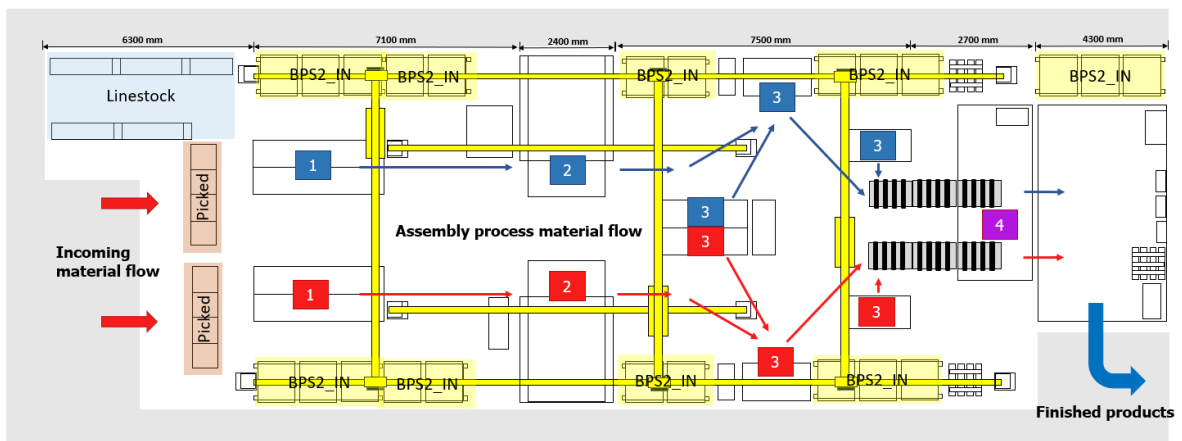 6300 mm
7100 mm
2400 mm
7500 mm
2700 mm
4300 mm
BPS2_IN
BPS2_IN
BPS2_IN
BPS2_IN
BPS2_IN
Linestock
3
1
2
3
Picked
3
Assembly process material flow
3
4
Incoming
material flow
Picked
1
2
3
3
BPS2_IN
BPS2_IN
BPS2_IN
BPS2_IN
Finished products